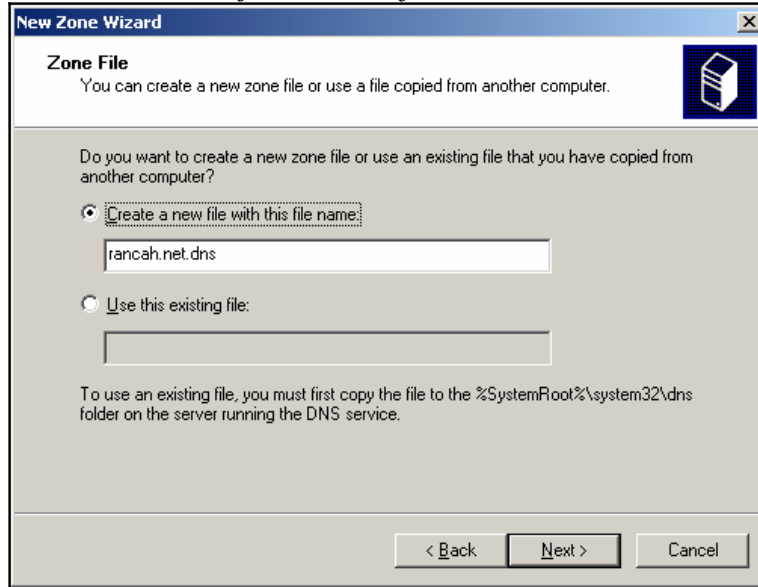 New Zone Wizard
Zone File
You can create a new zone file or use a file copied from another computer.
Do you want to create a new zone file or use an existing file that you have copied from
another computer?
Create a new file with this file name:
rancah.net.dns
Use this existing file:
To use an existing file, you must first copy the file to the %SystemRoot%\system32\dns
folder on the server running the DNS service.
< Back Next > Cancel